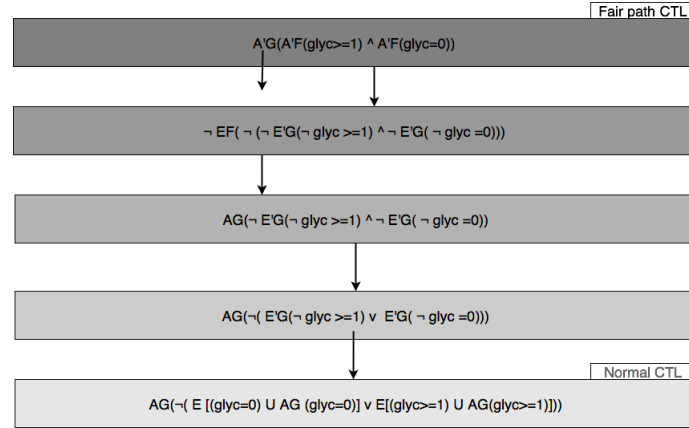 Fair path CTL
A'G(A'F(glyc>=1) ^ A'F(glyc=0))
¬ EF( ¬ (¬ E'G(¬ glyc >=1) ^ ¬ E'G( ¬ glyc =0)))
AG(¬ E'G(¬ glyc >=1) ^ ¬ E'G( ¬ glyc =0))
AG(¬( E'G(¬ glyc >=1) v E'G( ¬ glyc =0)))
Normal CTL
AG(¬( E [(glyc=0) U AG (glyc=0)] v E[(glyc>=1) U AG(glyc>=1)]))